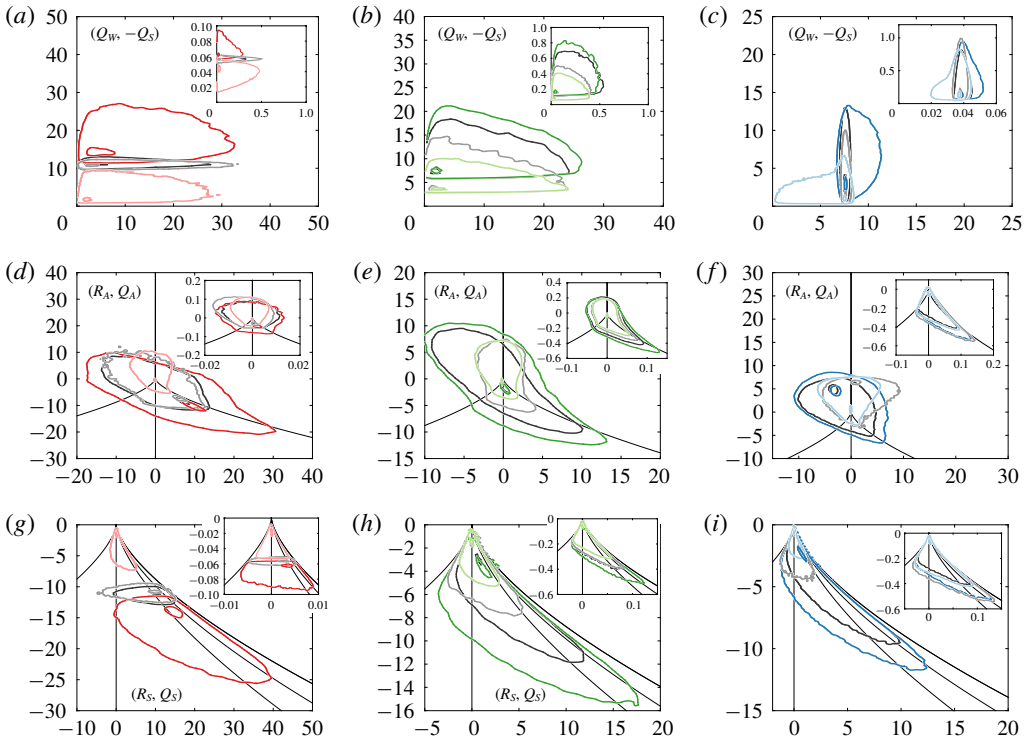 (a) 50 (Q_W, −Q_S) 40 30 20 10 0 10 20 30 40 50
0.10 0.08 0.06 0.04 0.02 0 0.5 1.0
(b) 40 (Q_W, −Q_S) 35 30 25 20 15 10 5 0 10 20 30 40 50
1.0 0.8 0.6 0.4 0.2 0 0.5 1.0
(c) 25 (Q_W, −Q_S) 20 15 10 5 0 5 10 15 20 25
1.0 0.5 0 0.02 0.04 0.06
(d) 40 (R_A, Q_A) 30 20 10 0 −10 −20 −30 −20 −10 0 10 20 30 40
0.2 0.1 0 −0.1 −0.2 −0.02 0 0.02
(e) 20 (R_A, Q_A) 15 10 5 0 −5 −10 −15 −10 −5 0 5 10 15 20
0.4 0.2 0 −0.2 −0.4 −0.6 −0.1 0 0.1
(f) 30 (R_A, Q_A) 25 20 15 10 5 0 −5 −10 −10 0 10 20 30
0 −0.2 −0.4 −0.6 0 0.1 0.2
(g) 0 −5 −10 −15 −20 −25 −30 −20 −10 0 10 20 30 40 50
0 −0.02 −0.04 −0.06 −0.08 −0.10 −0.01 0 0.01
(R_S, Q_S)
(h) 0 −2 −4 −6 −8 −10 −12 −14 −16 −5 0 5 10 15 20
0 −0.2 −0.4 −0.6 0 0.1
(R_S, Q_S)
(i) 0 −5 −10 −15 0 5 10 15 20
0 −0.2 −0.4 −0.6 0 0.1